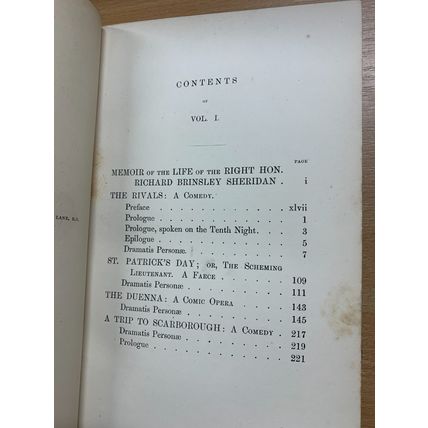 CONTENTS
OF
VOL. I.
PAGE
MEMOIR OF THE LIFE OF THE RIGHT HON.
RICHARD BRINSLEY SHERIDAN . i
THE RIVALS: A COMEDY.
Preface . . . . . . . . . . xlvii
Prologue . . . . . . . . . . 1
Prologue, spoken on the Tenth Night . . . 3
Epilogue . . . . . . . . . . 5
Dramatis Personæ . . . . . . . 7
ST. PATRICK'S DAY; OR, THE SCHEMING
LIEUTENANT. A FARCE . . . . . 109
Dramatis Personæ . . . . . . . 111
THE DUENNA: A COMIC OPERA . . . 143
Dramatis Personæ . . . . . . . 145
A TRIP TO SCARBOROUGH: A COMEDY . 217
Dramatis Personæ . . . . . . . 219
Prologue . . . . . . . . . . 221
LANE, E.C.